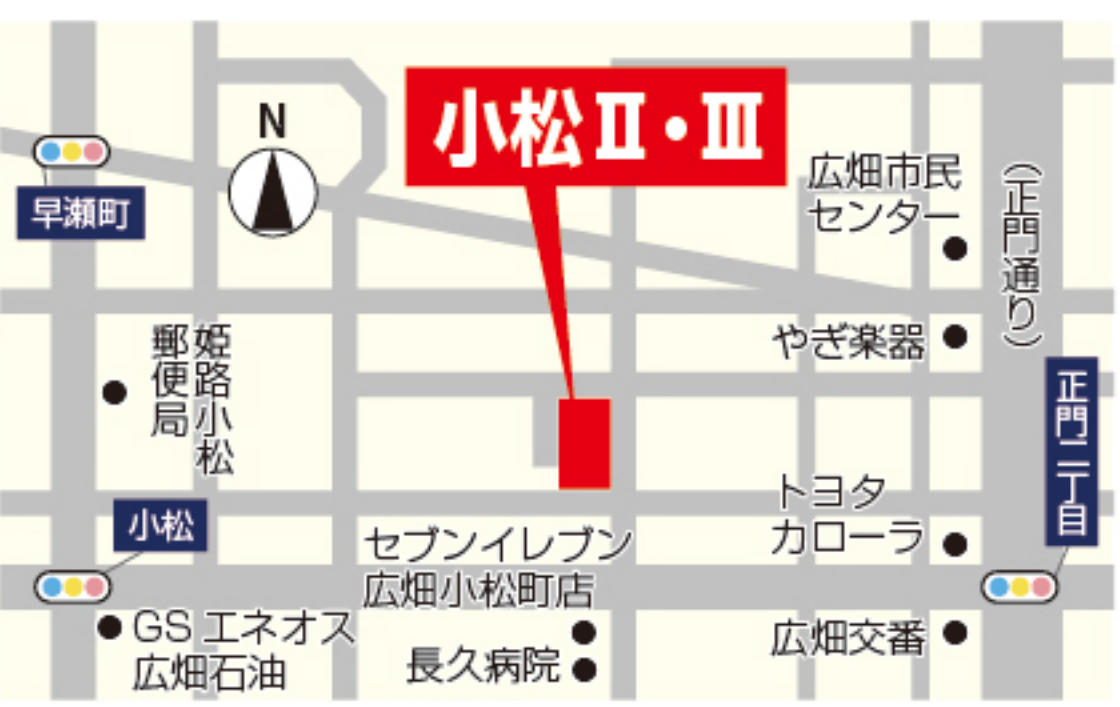 小松Ⅱ・Ⅲ
N
早瀬町
広畑市民
センター
(正門通り)
やぎ楽器
姫路小松
郵便局
正門二丁目
トヨタ
カローラ
小松
セブンイレブン
広畑小松町店
GSエネオス
広畑石油
長久病院
広畑交番